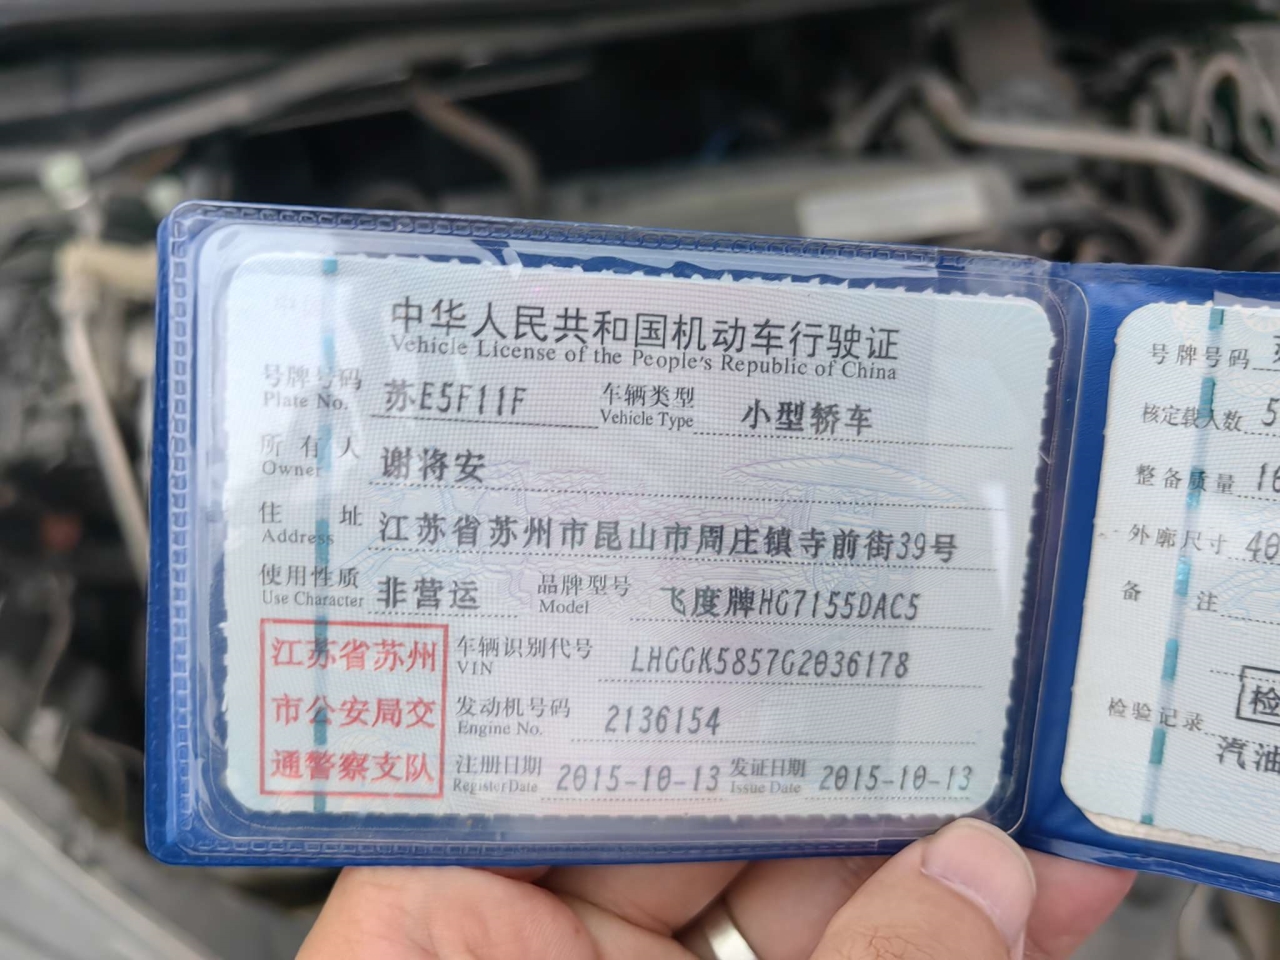 中华人民共和国机动车行驶证
Vehicle License of the People's Republic of China
号牌号码 苏E5F11F 车辆类型 小型轿车
Plate No. Vehicle Type
所有人 谢将安
Owner
住址 江苏省苏州市昆山市周庄镇寺前街39号
Address
使用性质 非营运 品牌型号 飞度牌HG7155DAC5
Use Character Model
江苏省苏州
市公安局交
通警察支队
车辆识别代号 LHGGK5857G2036178
VIN
发动机号码 2136154
Engine No.
注册日期 2015-10-13 发证日期 2015-10-13
Register Date Issue Date
号牌号码
核定载人数 5
整备质量
外廓尺寸
备注
检验记录
汽油